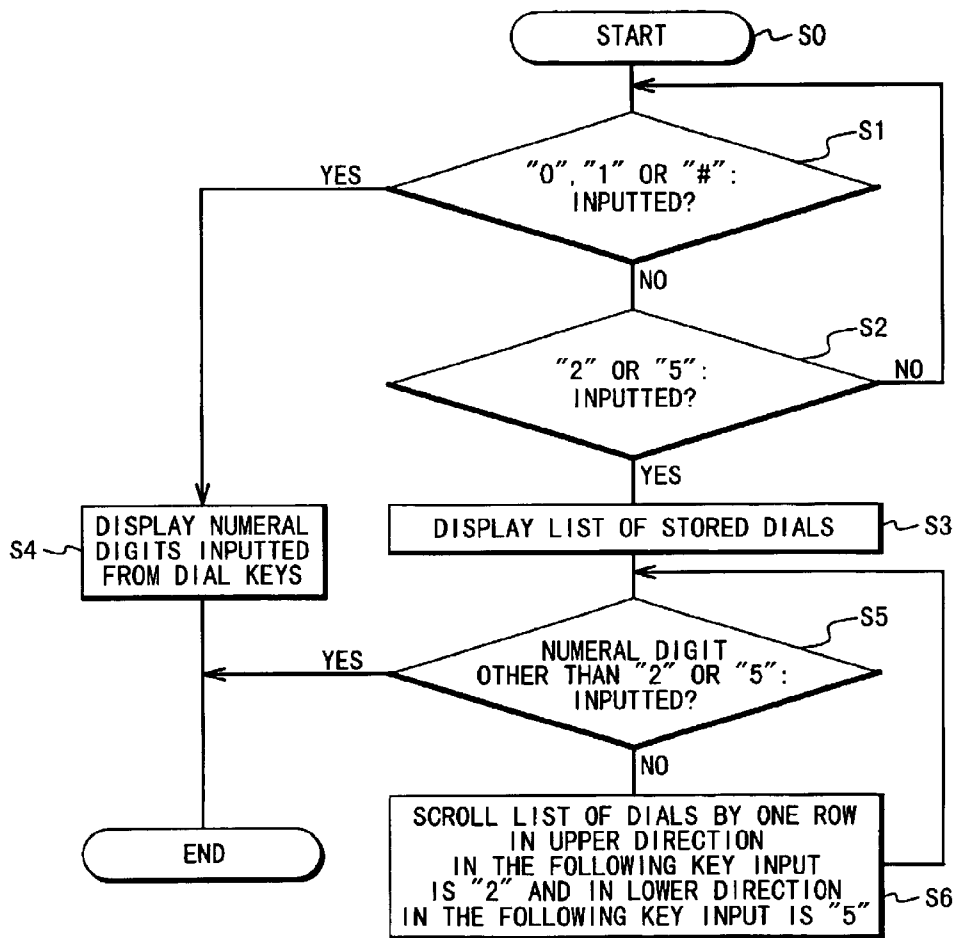 START
S0
S1
"0", "1" OR "#":
INPUTTED?
YES
NO
S2
"2" OR "5":
INPUTTED?
NO
YES
DISPLAY LIST OF STORED DIALS
S3
S4
DISPLAY NUMERAL
DIGITS INPUTTED
FROM DIAL KEYS
S5
NUMERAL DIGIT
OTHER THAN "2" OR "5":
INPUTTED?
YES
NO
SCROLL LIST OF DIALS BY ONE ROW
IN UPPER DIRECTION
IN THE FOLLOWING KEY INPUT
IS "2" AND IN LOWER DIRECTION
IN THE FOLLOWING KEY INPUT IS "5"
S6
END